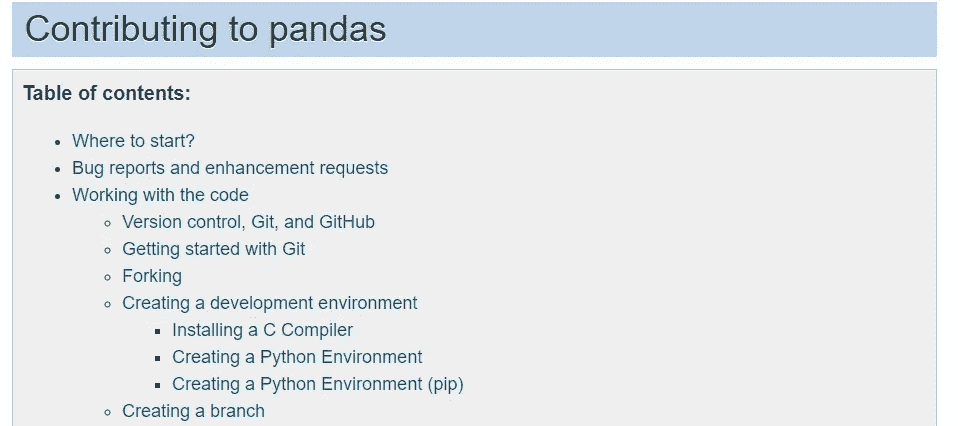 Contributing to pandas
Table of contents:
Where to start?
Bug reports and enhancement requests
Working with the code
Version control, Git, and GitHub
Getting started with Git
Forking
Creating a development environment
Installing a C Compiler
Creating a Python Environment
Creating a Python Environment (pip)
Creating a branch